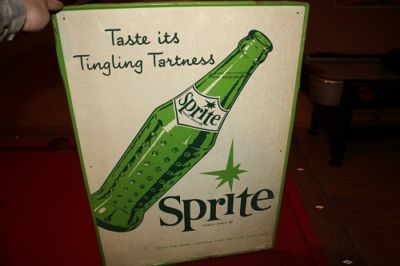 Taste its
Tingling Tartness
Sprite
Sprite